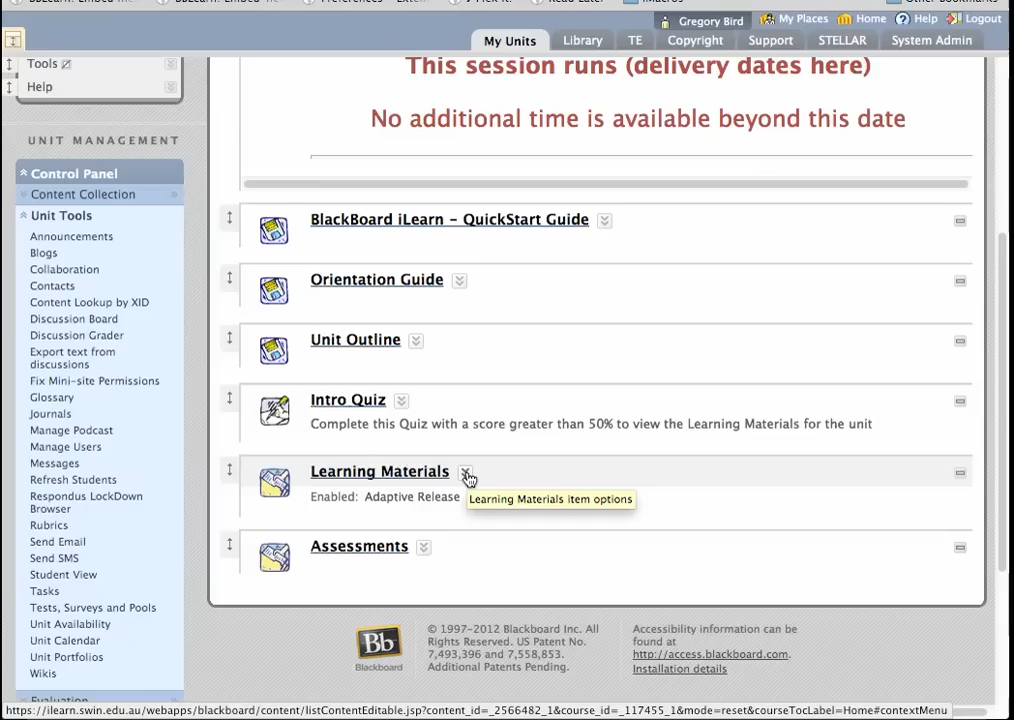 Gregory Bird
My Places
Home
Help
Logout
My Units
Library
TE
Copyright
Support
STELLAR
System Admin
Tools
Help
UNIT MANAGEMENT
Control Panel
Content Collection
Unit Tools
Announcements
Blogs
Collaboration
Contacts
Content Lookup by XID
Discussion Board
Discussion Grader
Export text from
discussions
Fix Mini-site Permissions
Glossary
Journals
Manage Podcast
Manage Users
Messages
Refresh Students
Respondus LockDown
Browser
Rubrics
Send Email
Send SMS
Student View
Tasks
Tests, Surveys and Pools
Unit Availability
Unit Calendar
Unit Portfolios
Wikis
Evaluation
This session runs (delivery dates here)
No additional time is available beyond this date
BlackBoard iLearn - QuickStart Guide
Orientation Guide
Unit Outline
Intro Quiz
Complete this Quiz with a score greater than 50% to view the Learning Materials for the unit
Learning Materials
Enabled: Adaptive Release
Learning Materials item options
Assessments
Bb
Blackboard
© 1997-2012 Blackboard Inc. All
Rights Reserved. US Patent No.
7,493,396 and 7,558,853.
Additional Patents Pending.
Accessibility information can be
found at
http://access.blackboard.com.
Installation details
https://ilearn.swin.edu.au/webapps/blackboard/content/listContentEditable.jsp?content_id=_2566482_1&course_id=_117455_1&mode=reset&courseTocLabel=Home#contextMenu